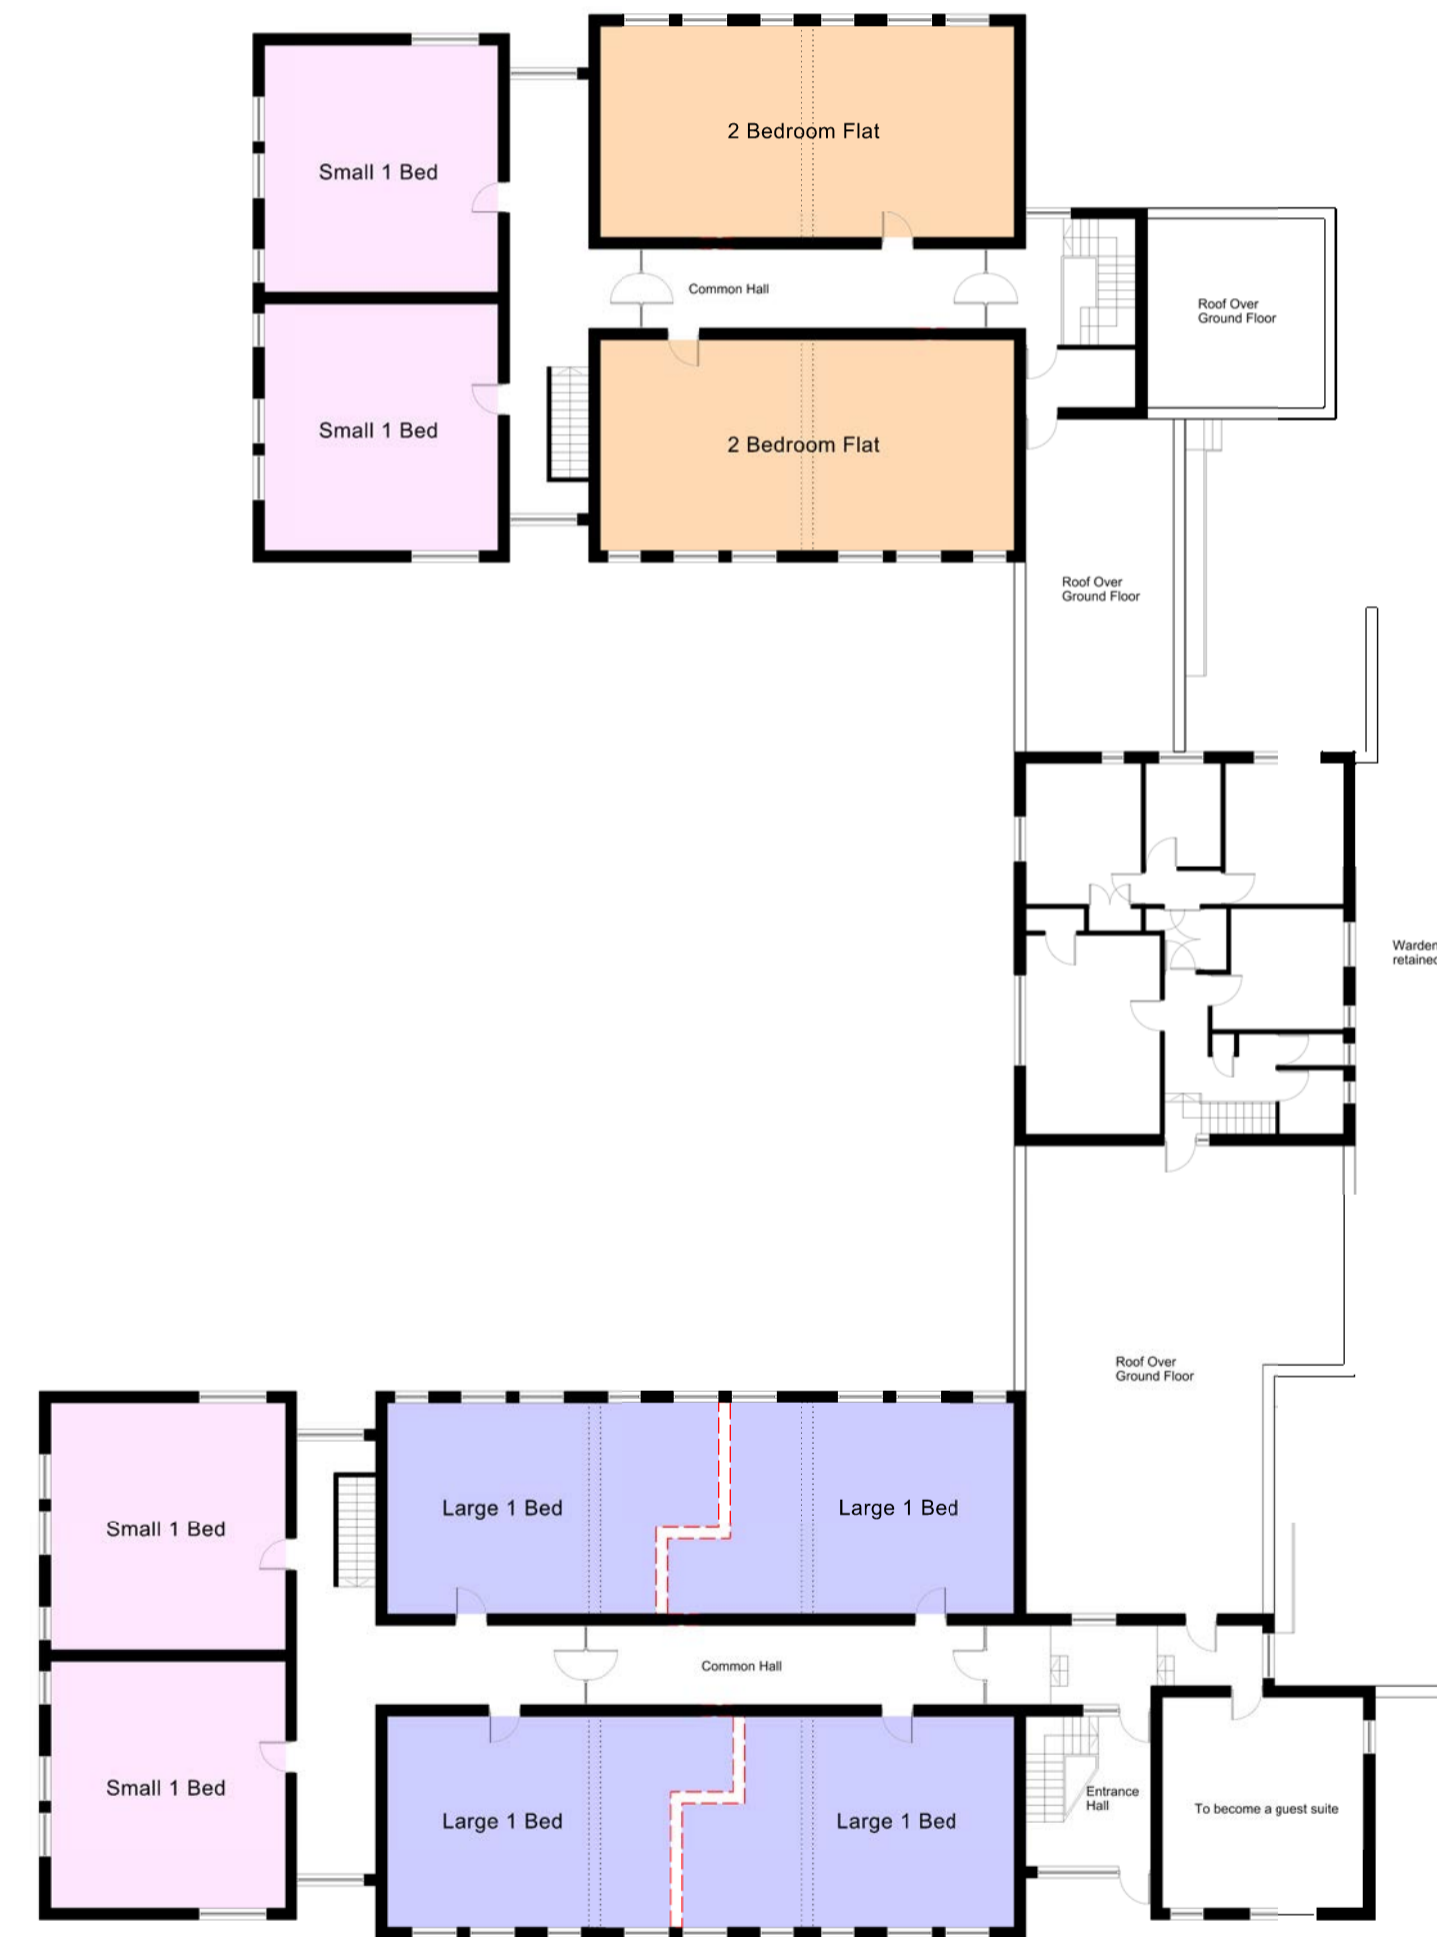 2 Bedroom Flat
Small 1 Bed
Common Hall
Roof Over
Ground Floor
Small 1 Bed
2 Bedroom Flat
Roof Over
Ground Floor
Warden
retained
Roof Over
Ground Floor
Large 1 Bed
Large 1 Bed
Small 1 Bed
Common Hall
Small 1 Bed
Entrance
Hall
To become a guest suite
Large 1 Bed
Large 1 Bed